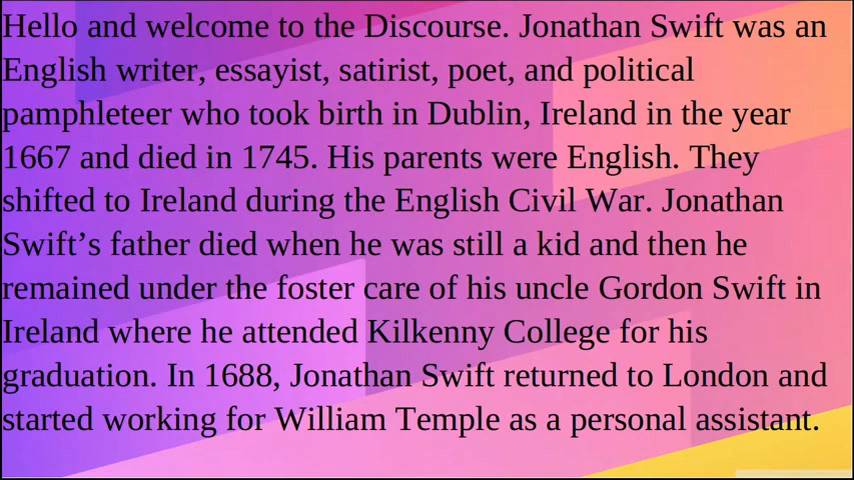 Hello and welcome to the Discourse. Jonathan Swift was an
English writer, essayist, satirist, poet, and political
pamphleteer who took birth in Dublin, Ireland in the year
1667 and died in 1745. His parents were English. They
shifted to Ireland during the English Civil War. Jonathan
Swift’s father died when he was still a kid and then he
remained under the foster care of his uncle Gordon Swift in
Ireland where he attended Kilkenny College for his
graduation. In 1688, Jonathan Swift returned to London and
started working for William Temple as a personal assistant.